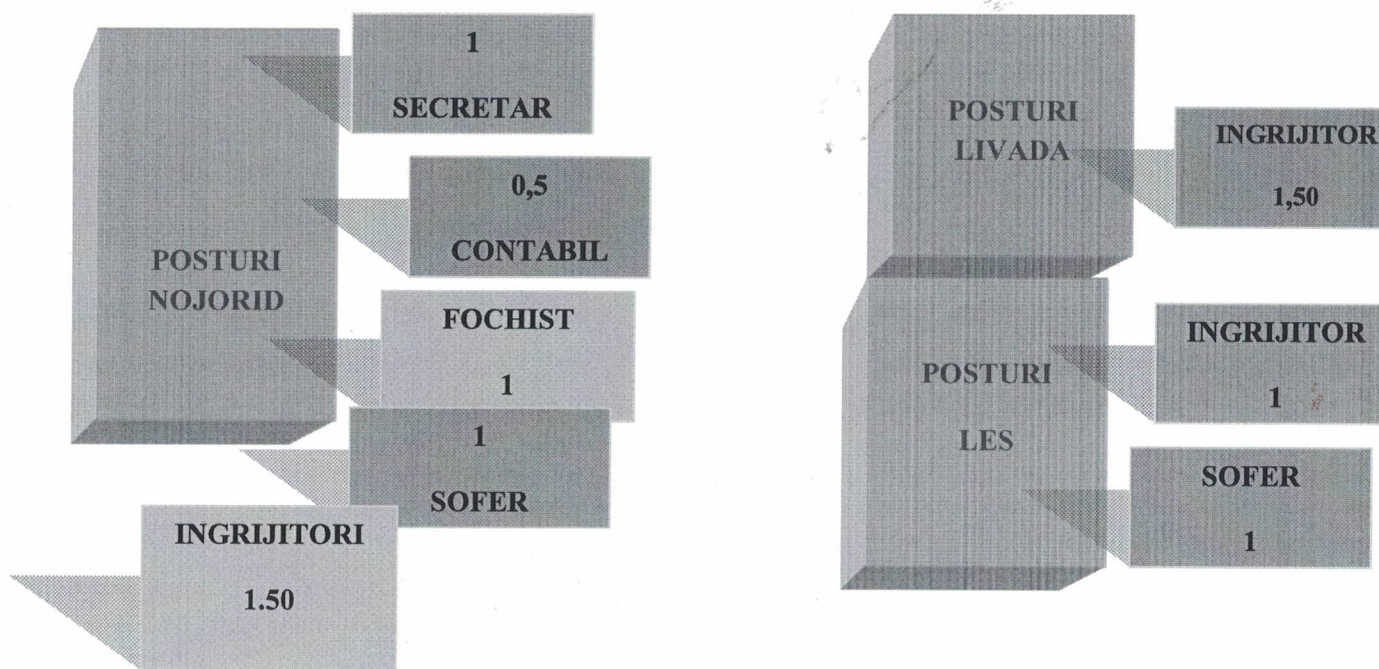 1
SECRETAR
0,5
CONTABIL
POSTURI
NOJORID
FOCHIST
1
1
SOFER
INGRIJITORI
1.50
POSTURI
LIVADA
INGRIJITORI
1,50
POSTURI
LES
INGRIJITOR
1
SOFER
1